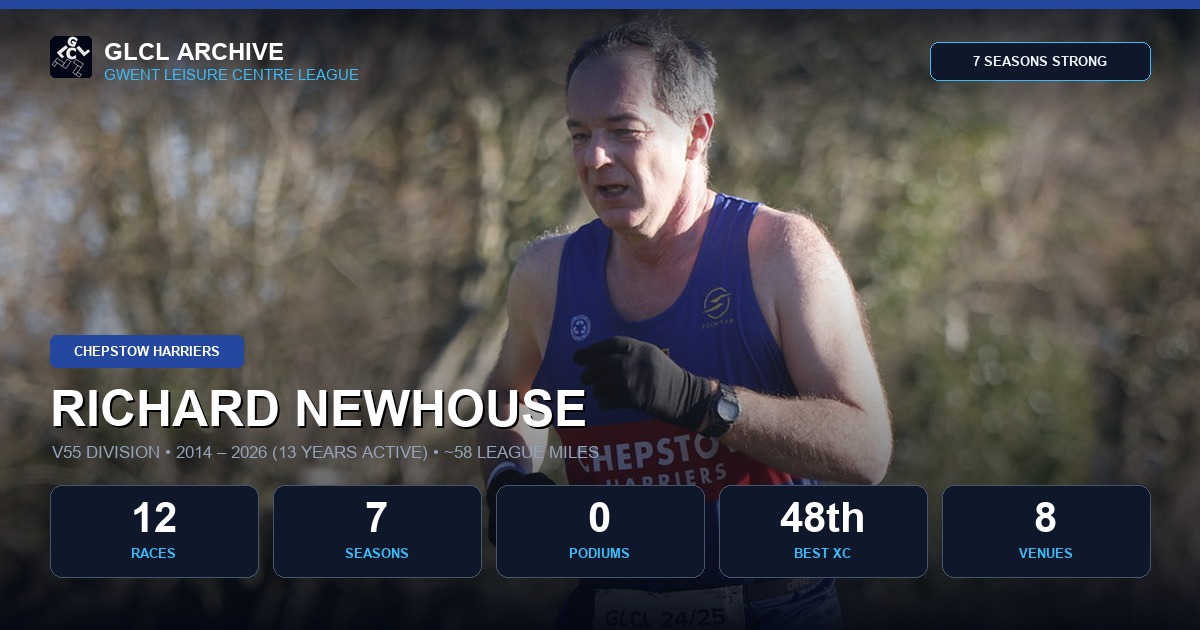 GLCL ARCHIVE
GWENT LEISURE CENTRE LEAGUE
7 SEASONS STRONG
SCIMITAR
CHEPSTOW HARRIERS
RICHARD NEWHOUSE
V55 DIVISION • 2014 – 2026 (13 YEARS ACTIVE) • ~58 LEAGUE MILES
CHEPSTO
HARRIERS
12
RACES
7
SEASONS
0
PODIUMS
48th
BEST XC
8
VENUES
GLCL 24/25